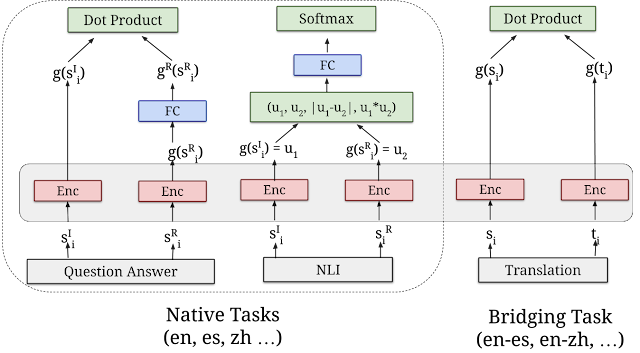 Dot Product
Softmax
Dot Product
g(s^I_i)
g^R(s^R_i)
FC
g(s_i)
g(t_i)
FC
(u_1, u_2, |u_1-u_2|, u_1*u_2)
g(s^R_i)
g(s^I_i) = u_1
g(s^R_i) = u_2
Enc
Enc
Enc
Enc
Enc
Enc
s^I_i
s^R_i
s^I_i
s_i^R
s_i
t_i
Question Answer
NLI
Translation
Native Tasks
(en, es, zh ...)
Bridging Task
(en-es, en-zh, ...)